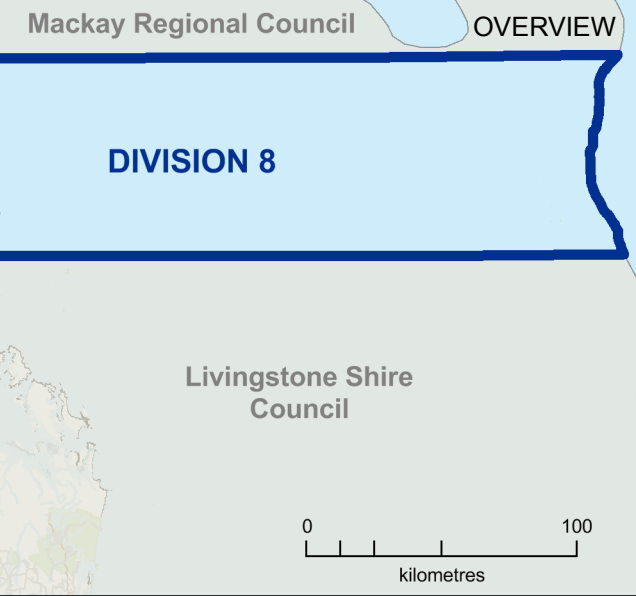 Mackay Regional Council
OVERVIEW
DIVISION 8
Livingstone Shire
Council
0 100
kilometres